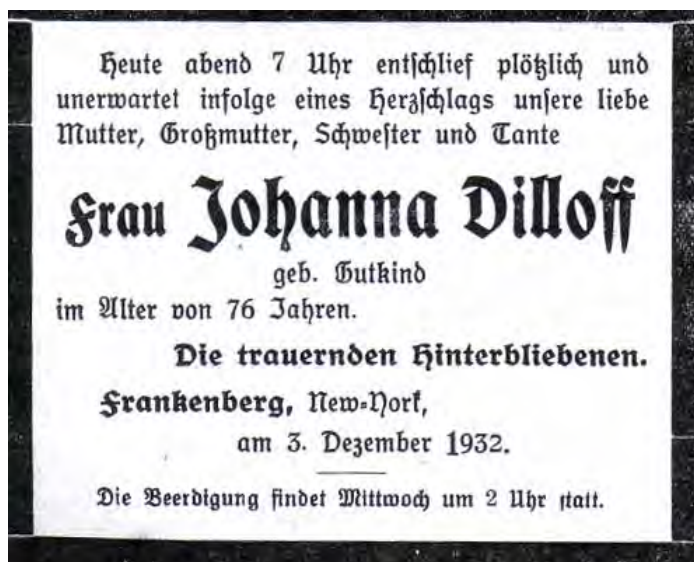 Heute abend 7 Uhr entschlief plötzlich und
unerwartet infolge eines Herzschlags unsere liebe
Mutter, Großmutter, Schwester und Tante
Frau Johanna Dilloff
geb. Gutkind
im Alter von 76 Jahren.
Die trauernden Hinterbliebenen.
Frankenberg, New-York,
am 3. Dezember 1932.
Die Beerdigung findet Mittwoch um 2 Uhr statt.